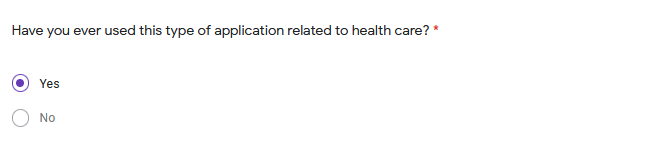 Have you ever used this type of application related to health care? *
Yes
No